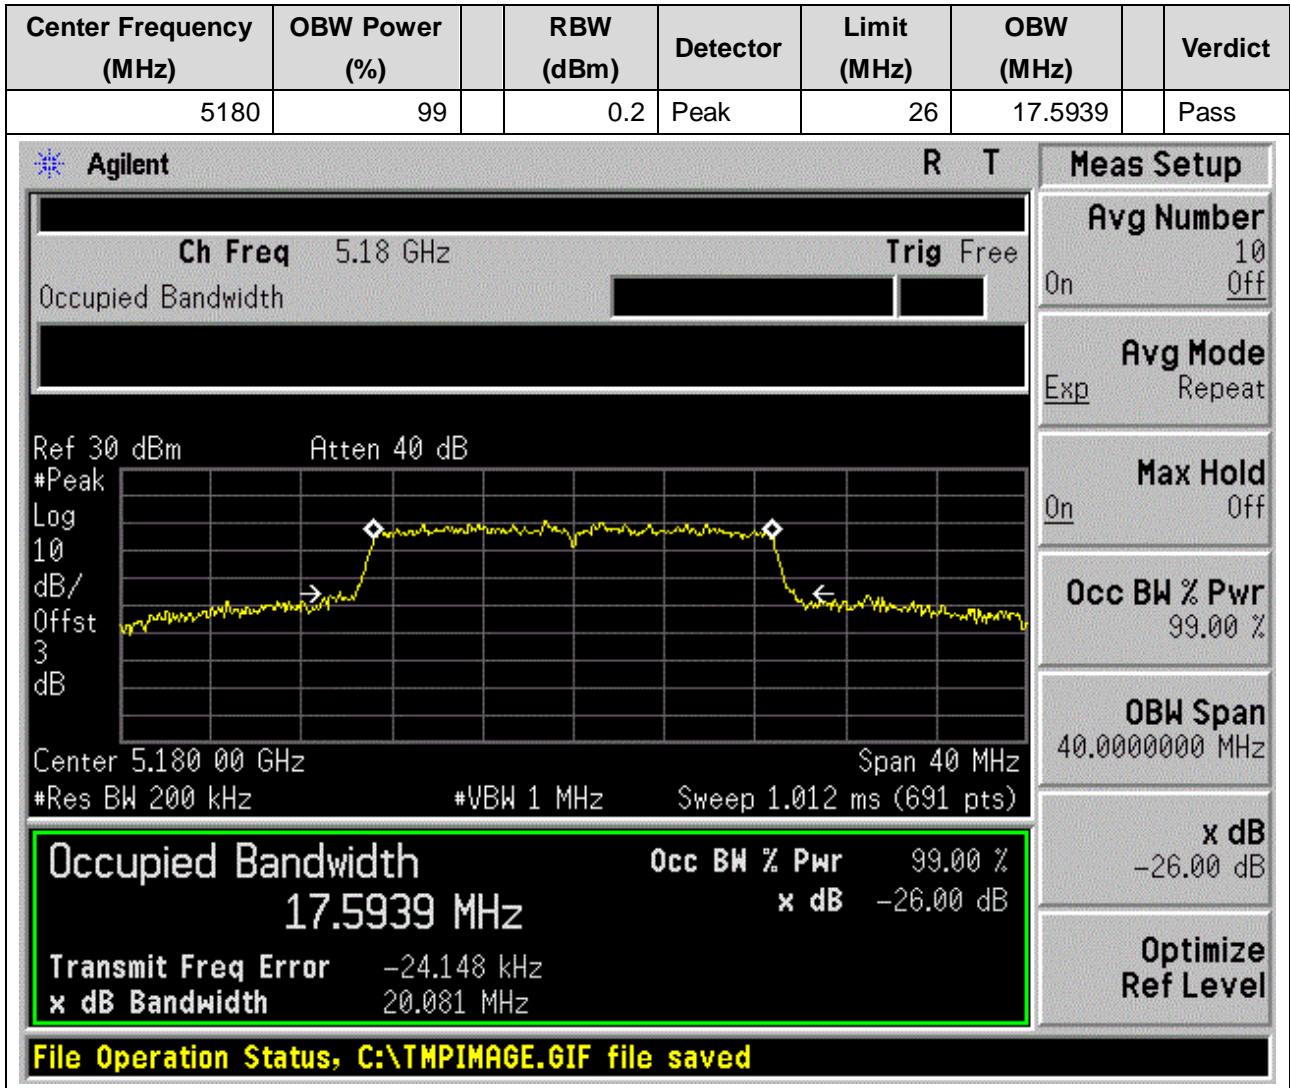 Center Frequency (MHz) OBW Power (%) RBW (dBm) Detector Limit (MHz) OBW (MHz) Verdict
5180 99 0.2 Peak 26 17.5939 Pass
Agilent R T Meas Setup
Avg Number
10
On Off
Ch Freq 5.18 GHz Trig Free
Occupied Bandwidth
Avg Mode
Exp Repeat
Ref 30 dBm Atten 40 dB
#Peak
Log
10
dB/
Offst
3
dB
Max Hold
On Off
Occ BW % Pwr
99.00 %
OBW Span
40.0000000 MHz
Center 5.180 00 GHz Span 40 MHz
#Res BW 200 kHz #VBW 1 MHz Sweep 1.012 ms (691 pts)
x dB
-26.00 dB
Occupied Bandwidth Occ BW % Pwr 99.00 %
17.5939 MHz x dB -26.00 dB
Transmit Freq Error -24.148 kHz
x dB Bandwidth 20.081 MHz
Optimize
Ref Level
File Operation Status, C:\TMPIMAGE.GIF file saved